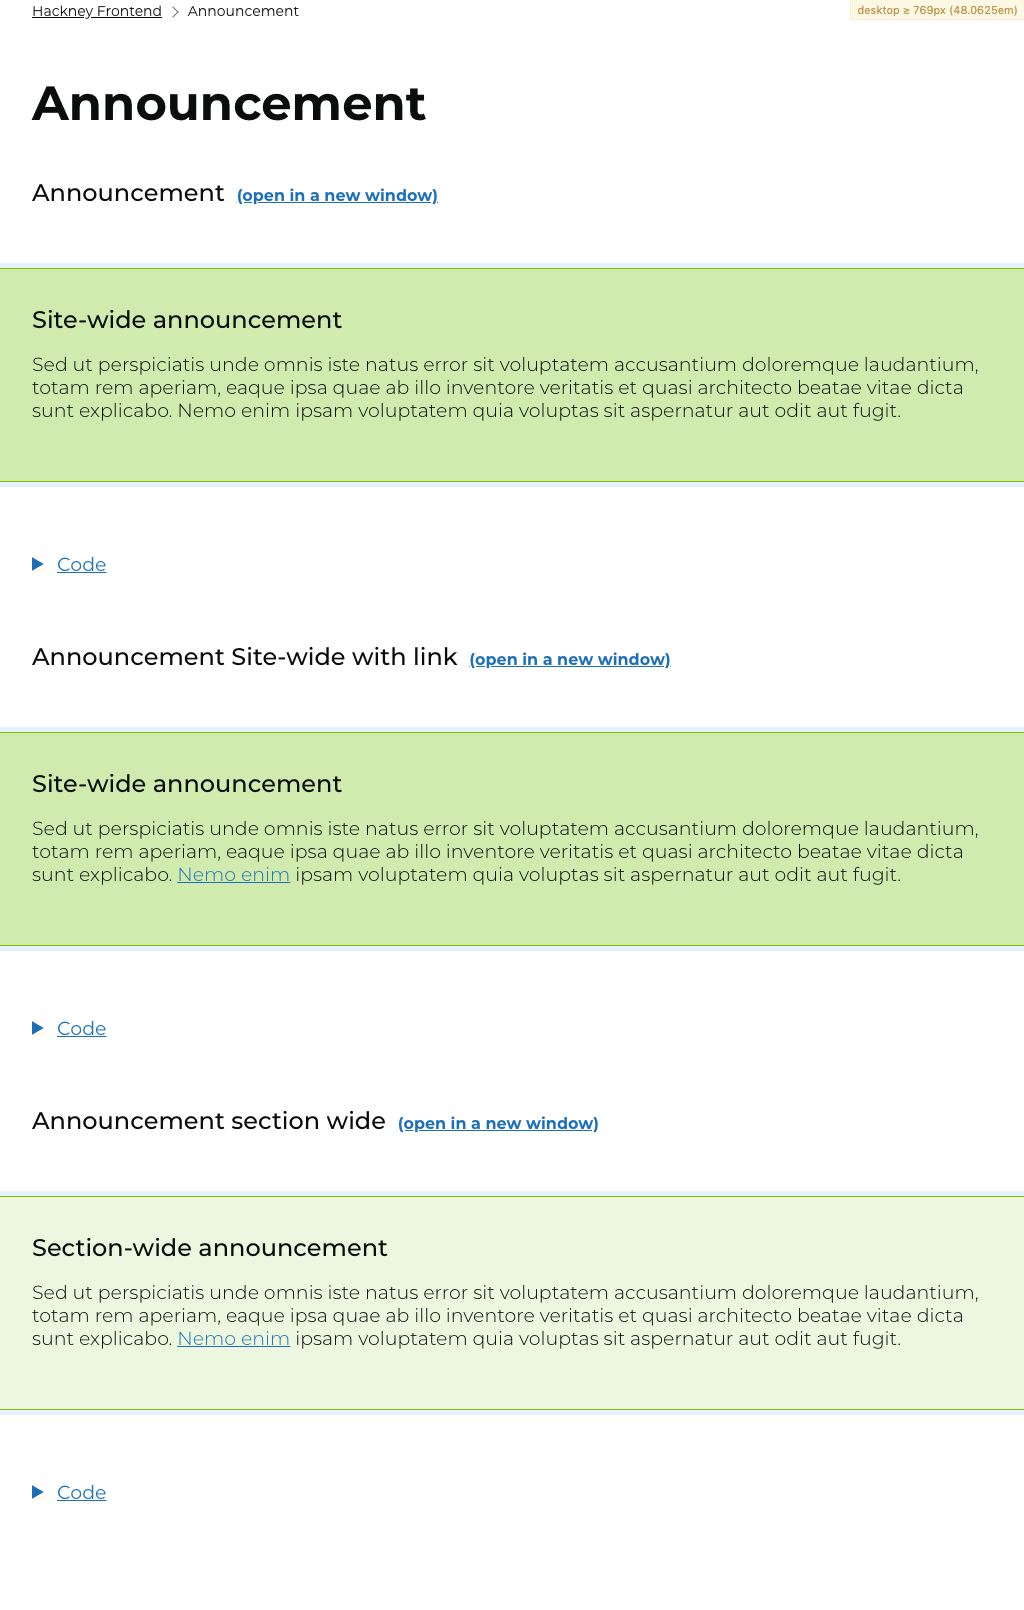 Hackney Frontend > Announcement
desktop ≥ 769px (48.0625em)
Announcement
Announcement (open in a new window)
Site-wide announcement
Sed ut perspiciatis unde omnis iste natus error sit voluptatem accusantium doloremque laudantium,
totam rem aperiam, eaque ipsa quae ab illo inventore veritatis et quasi architecto beatae vitae dicta
sunt explicabo. Nemo enim ipsam voluptatem quia voluptas sit aspernatur aut odit aut fugit.
Code
Announcement Site-wide with link (open in a new window)
Site-wide announcement
Sed ut perspiciatis unde omnis iste natus error sit voluptatem accusantium doloremque laudantium,
totam rem aperiam, eaque ipsa quae ab illo inventore veritatis et quasi architecto beatae vitae dicta
sunt explicabo. Nemo enim ipsam voluptatem quia voluptas sit aspernatur aut odit aut fugit.
Code
Announcement section wide (open in a new window)
Section-wide announcement
Sed ut perspiciatis unde omnis iste natus error sit voluptatem accusantium doloremque laudantium,
totam rem aperiam, eaque ipsa quae ab illo inventore veritatis et quasi architecto beatae vitae dicta
sunt explicabo. Nemo enim ipsam voluptatem quia voluptas sit aspernatur aut odit aut fugit.
Code